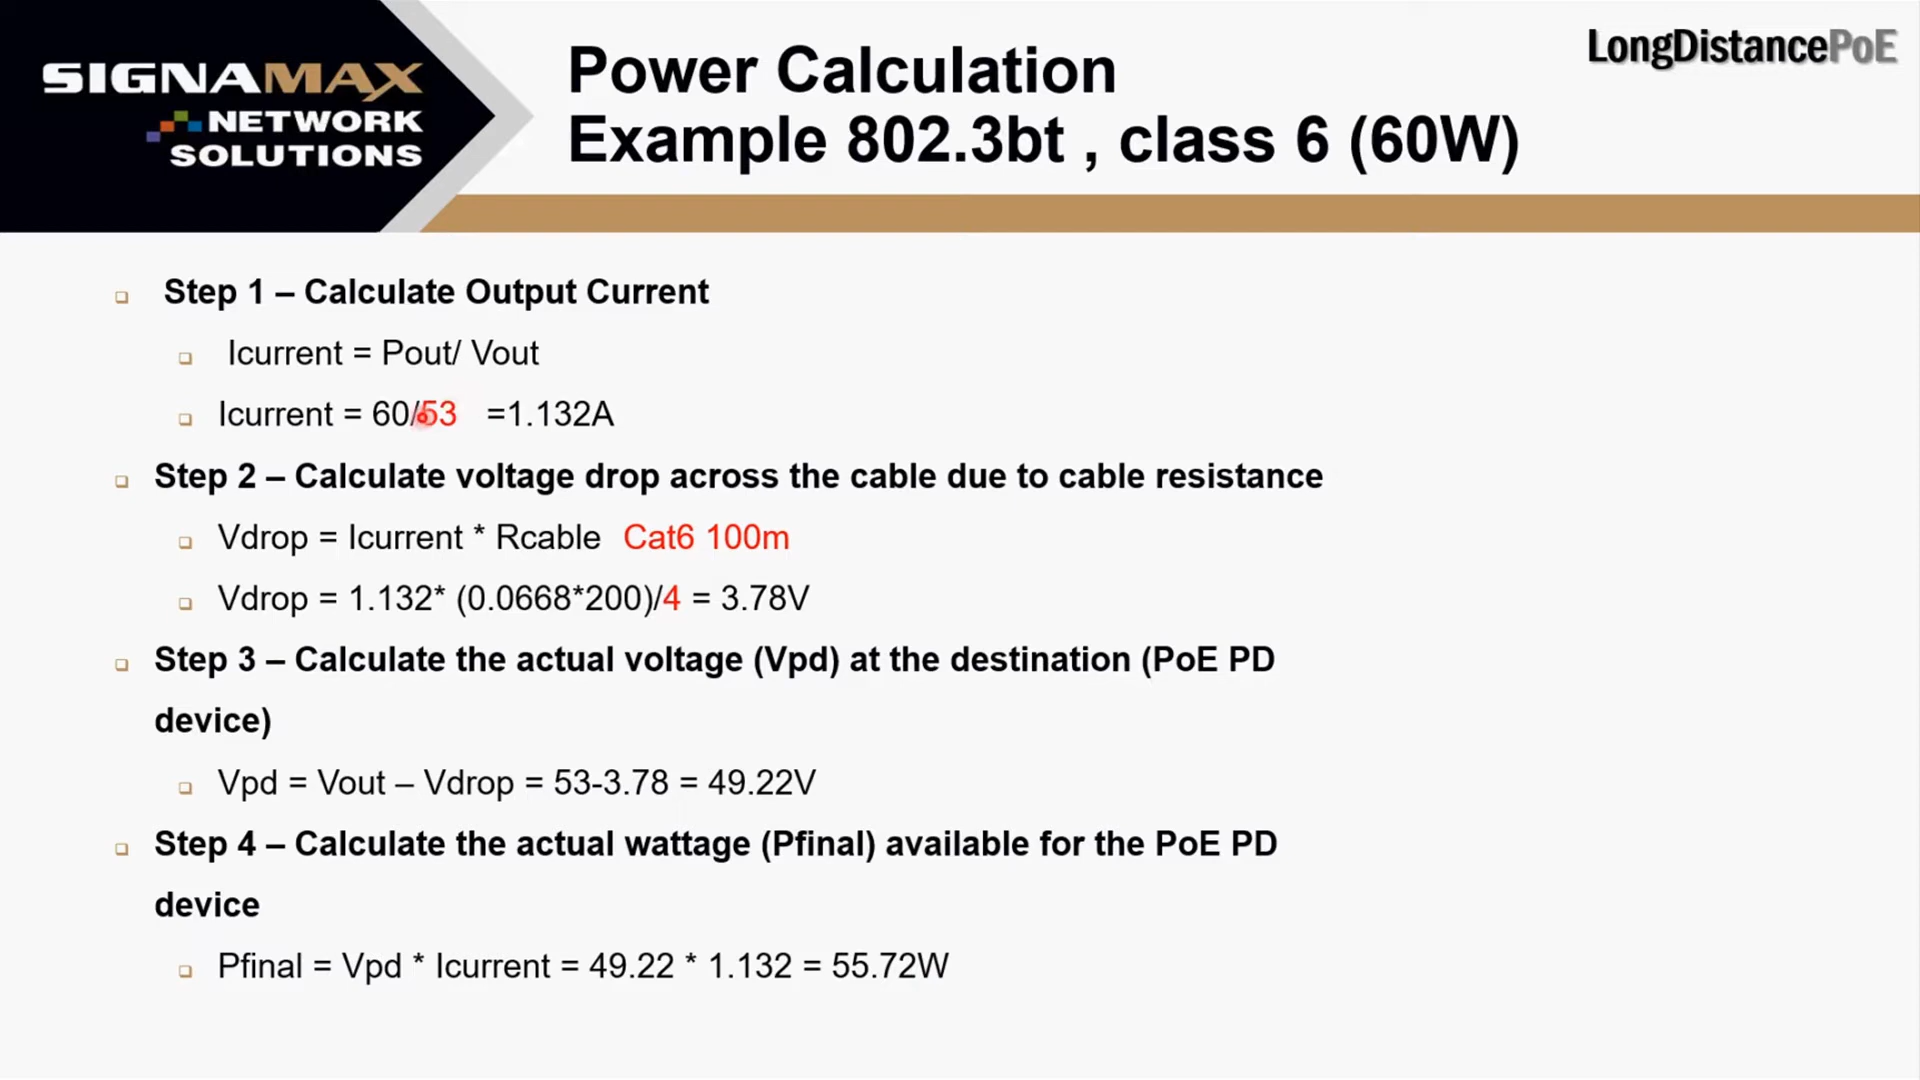 SIGNAMAX
NETWORK
SOLUTIONS
LongDistancePoE
Power Calculation
Example 802.3bt , class 6 (60W)
Step 1 – Calculate Output Current
Icurrent = Pout/ Vout
Icurrent = 60/53 =1.132A
Step 2 – Calculate voltage drop across the cable due to cable resistance
Vdrop = Icurrent * Rcable Cat6 100m
Vdrop = 1.132* (0.0668*200)/4 = 3.78V
Step 3 – Calculate the actual voltage (Vpd) at the destination (PoE PD
device)
Vpd = Vout – Vdrop = 53-3.78 = 49.22V
Step 4 – Calculate the actual wattage (Pfinal) available for the PoE PD
device
Pfinal = Vpd * Icurrent = 49.22 * 1.132 = 55.72W